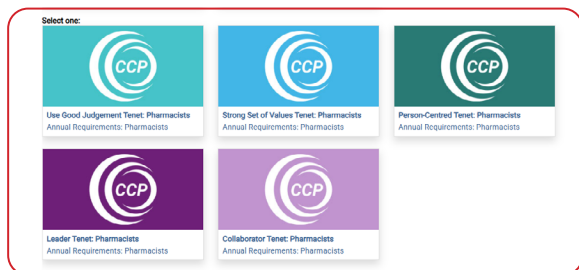 Select one:
CCP
CCP
CCP
Use Good Judgement Tenet: Pharmacists
Annual Requirements: Pharmacists
Strong Set of Values Tenet: Pharmacists
Annual Requirements: Pharmacists
Person-Centred Tenet: Pharmacists
Annual Requirements: Pharmacists
CCP
CCP
Leader Tenet: Pharmacists
Annual Requirements: Pharmacists
Collaborator Tenet: Pharmacists
Annual Requirements: Pharmacists